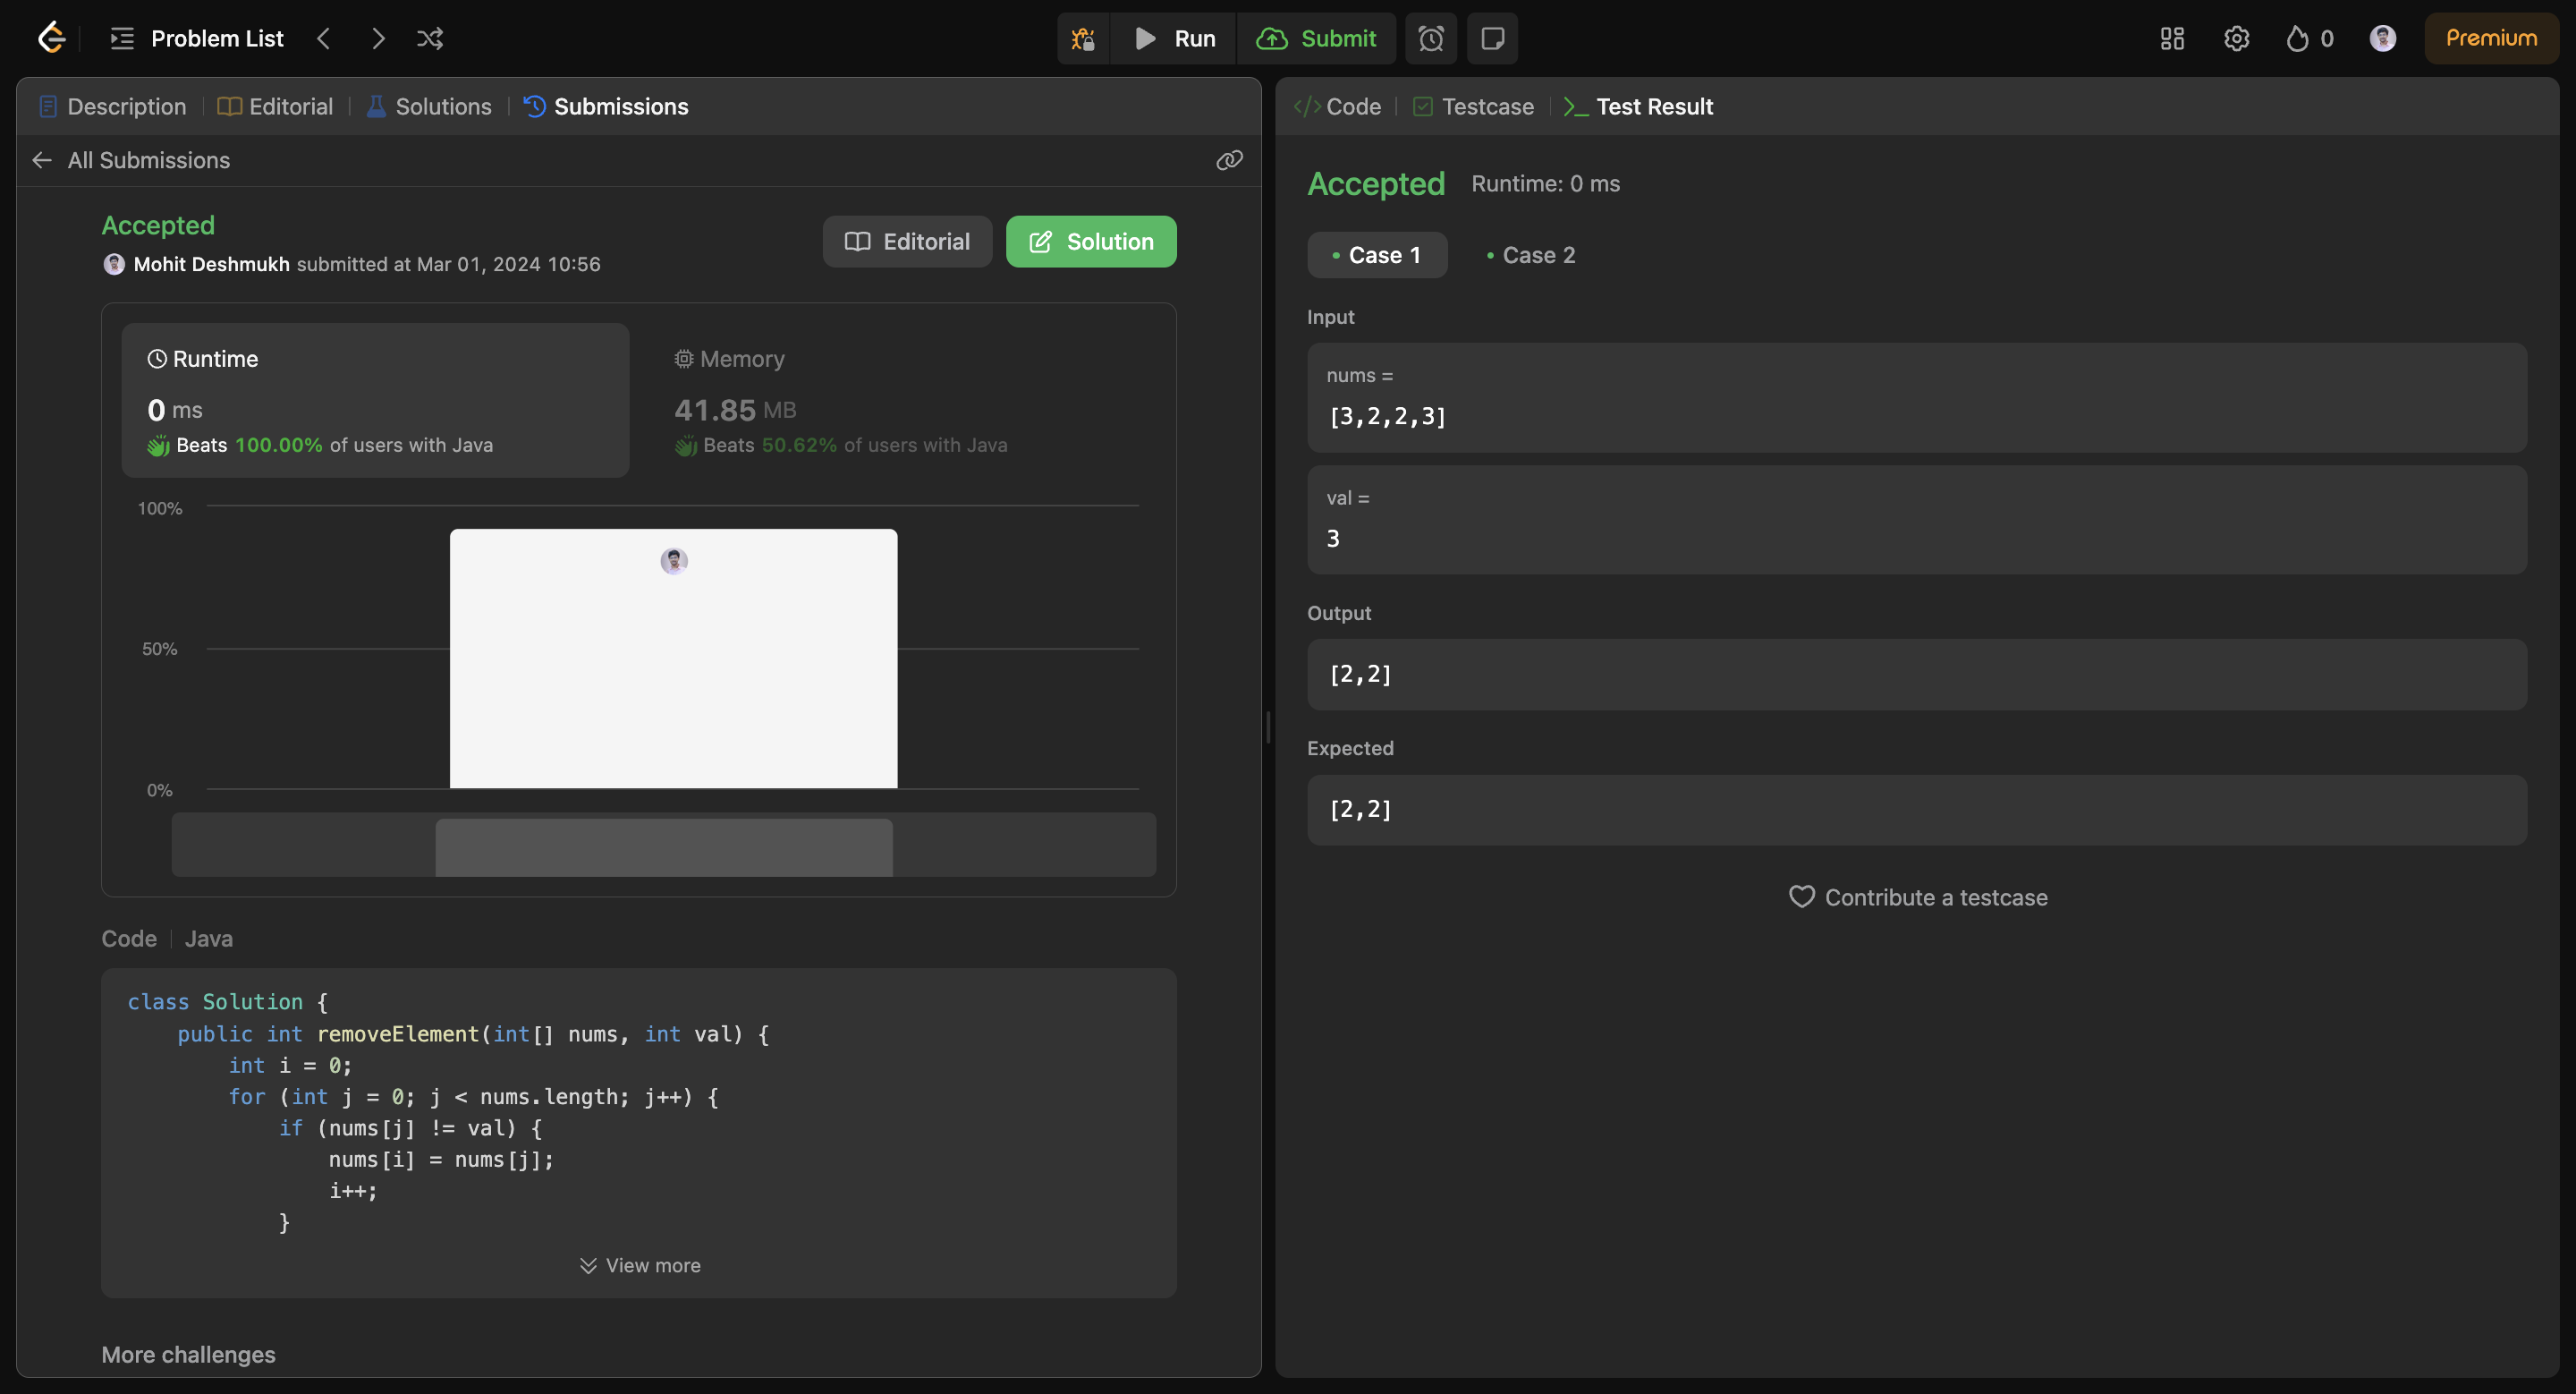 Problem List
Run
Submit
0
Premium
Description
Editorial
Solutions
Submissions
All Submissions
Accepted
Mohit Deshmukh submitted at Mar 01, 2024 10:56
Editorial
Solution
Runtime
0 ms
Beats 100.00% of users with Java
Memory
41.85 MB
Beats 50.62% of users with Java
100%
50%
0%
Code
Java
class Solution {
    public int removeElement(int[] nums, int val) {
        int i = 0;
        for (int j = 0; j < nums.length; j++) {
            if (nums[j] != val) {
                nums[i] = nums[j];
                i++;
            }
View more
More challenges
Code
Testcase
Test Result
Accepted
Runtime: 0 ms
Case 1
Case 2
Input
nums =
[3,2,2,3]
val =
3
Output
[2,2]
Expected
[2,2]
Contribute a testcase